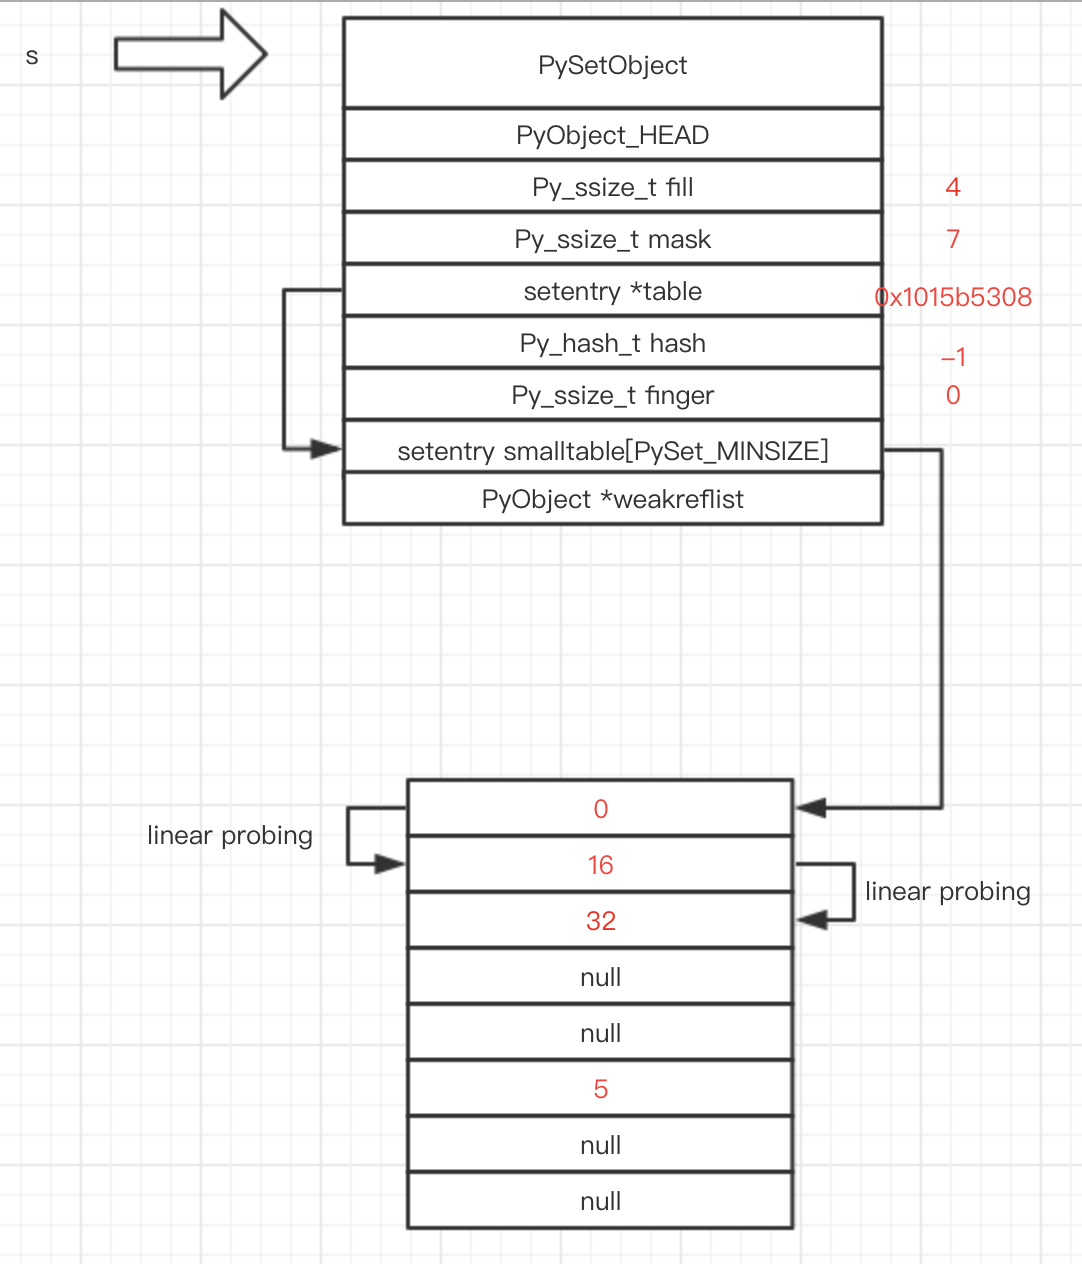 s
PySetObject
PyObject_HEAD
Py_ssize_t fill
4
Py_ssize_t mask
7
setentry *table
0x1015b5308
Py_hash_t hash
–1
Py_ssize_t finger
0
setentry smalltable[PySet_MINSIZE]
PyObject *weakreflist
0
linear probing
16
linear probing
32
null
null
5
null
null